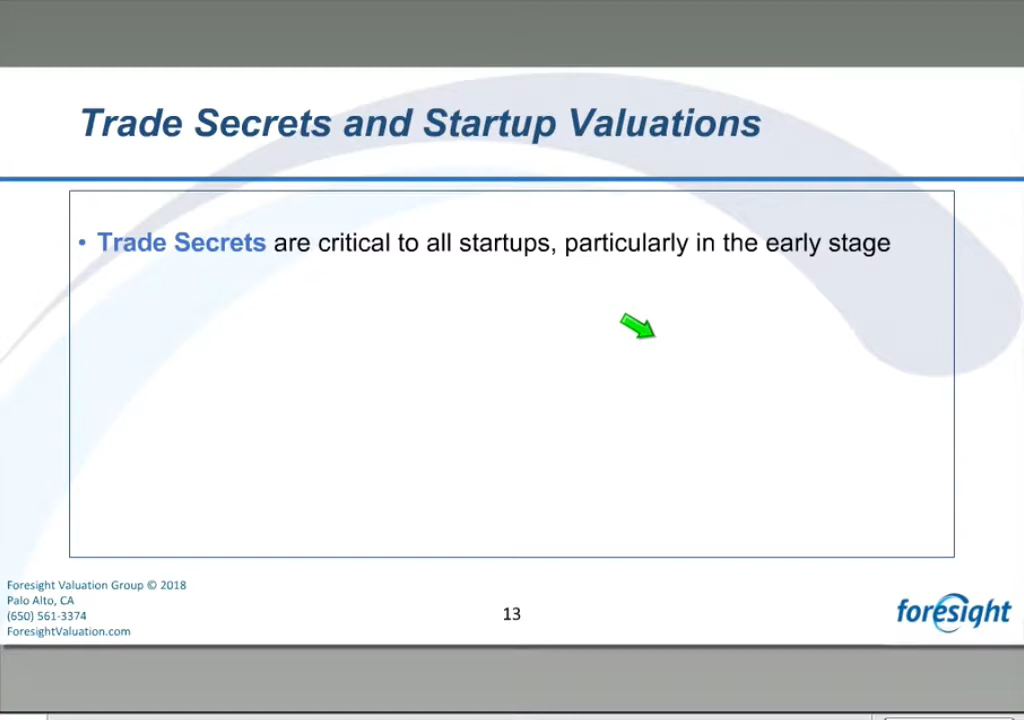 Trade Secrets and Startup Valuations
• Trade Secrets are critical to all startups, particularly in the early stage
Foresight Valuation Group © 2018
Palo Alto, CA
(650) 561-3374
ForesightValuation.com
13
foresight